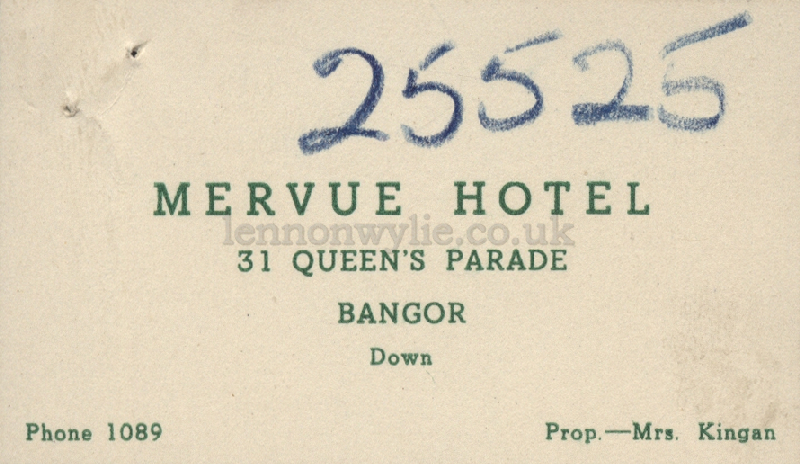 25525
MERVUE HOTEL
lennonwylie.co.uk
31 QUEEN'S PARADE
BANGOR
Down
Phone 1089
Prop.—Mrs. Kingan